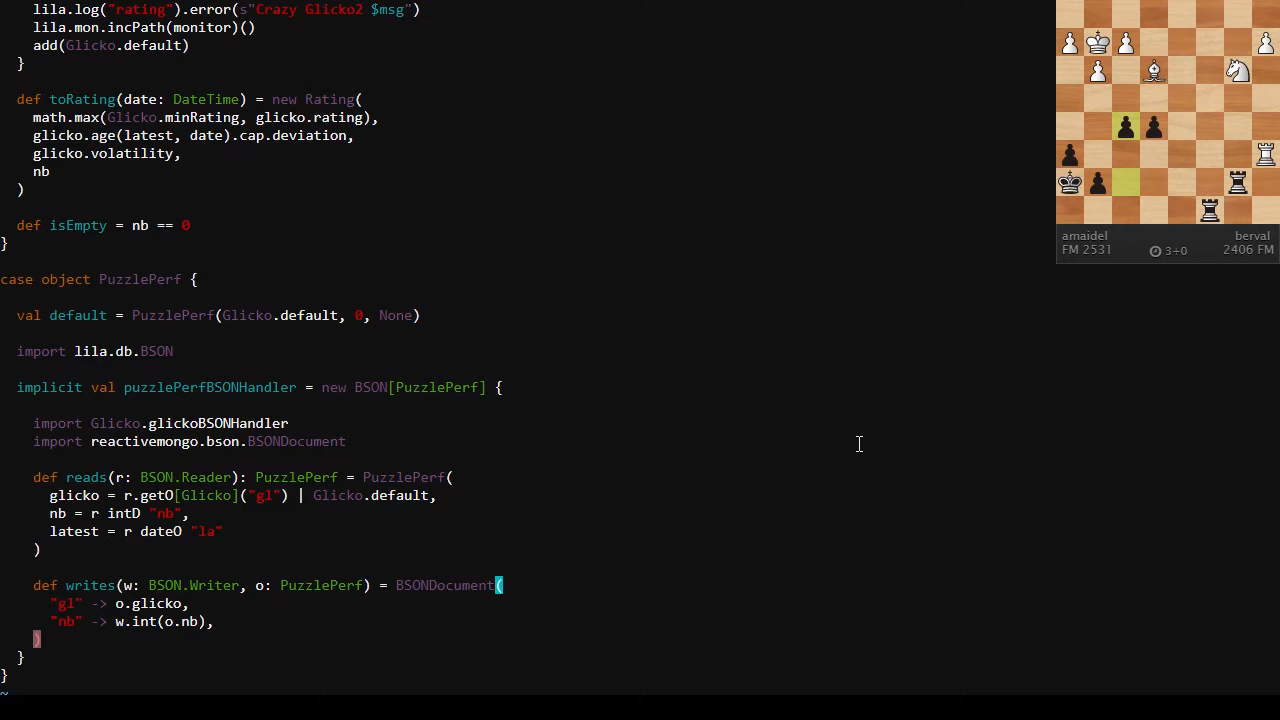 lila.log("rating").error(s"Crazy Glicko2 $msg")
    lila.mon.incPath(monitor)()
    add(Glicko.default)
  }
  def toRating(date: DateTime) = new Rating(
    math.max(Glicko.minRating, glicko.rating),
    glicko.age(latest, date).cap.deviation,
    glicko.volatility,
    nb
  )
  def isEmpty = nb == 0
}
case object PuzzlePerf {
  val default = PuzzlePerf(Glicko.default, 0, None)
  import lila.db.BSON
  implicit val puzzlePerfBSONHandler = new BSON[PuzzlePerf] {
    import Glicko.glickoBSONHandler
    import reactivemongo.bson.BSONDocument
    def reads(r: BSON.Reader): PuzzlePerf = PuzzlePerf(
      glicko = r.getO[Glicko]("gl") | Glicko.default,
      nb = r intD "nb",
      latest = r dateO "la"
    )
    def writes(w: BSON.Writer, o: PuzzlePerf) = BSONDocument(
      "gl" -> o.glicko,
      "nb" -> w.int(o.nb),
    )
  }
}
~
amaidel berval
FM 2531 3+0 2406 FM